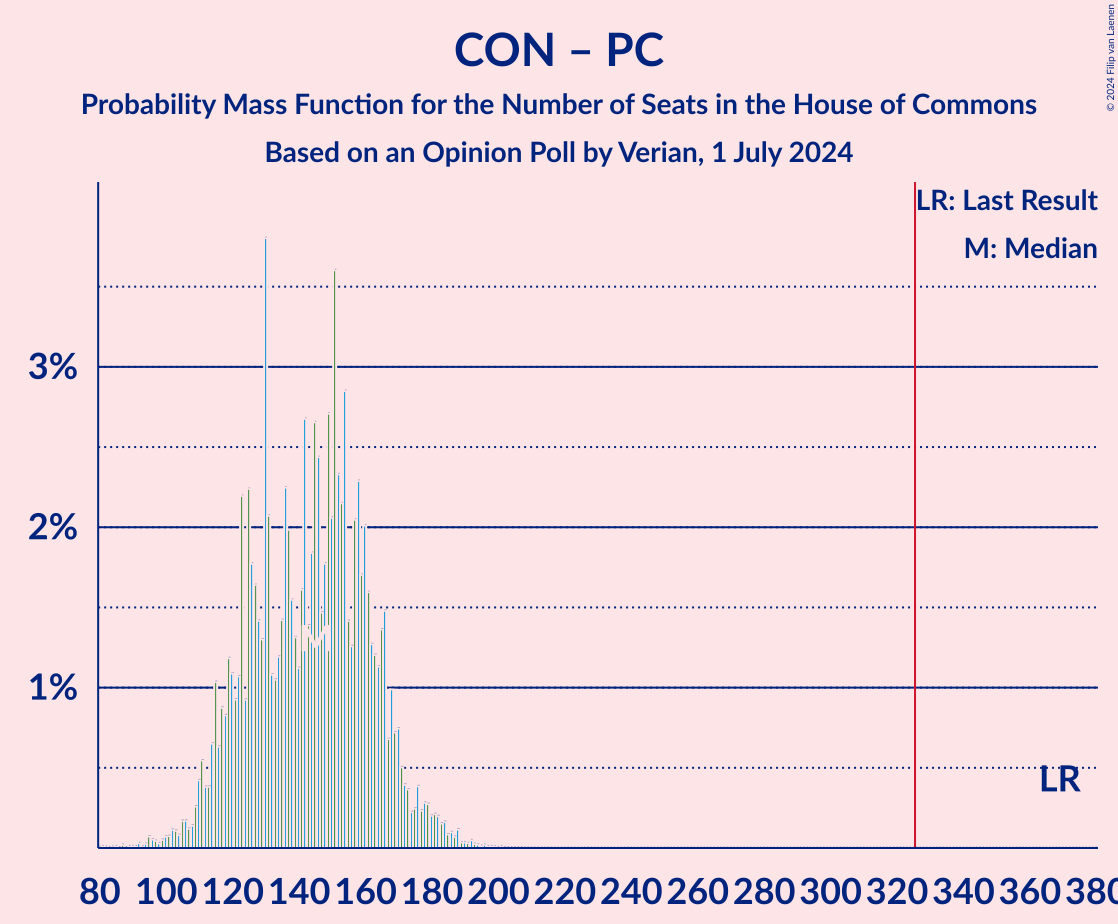 CON – PC
Probability Mass Function for the Number of Seats in the House of Commons
Based on an Opinion Poll by Verian, 1 July 2024
© 2024 Filip van Laenen
LR: Last Result
M: Median
3%
2%
1%
M
LR
80 100 120 140 160 180 200 220 240 260 280 300 320 340 360 380